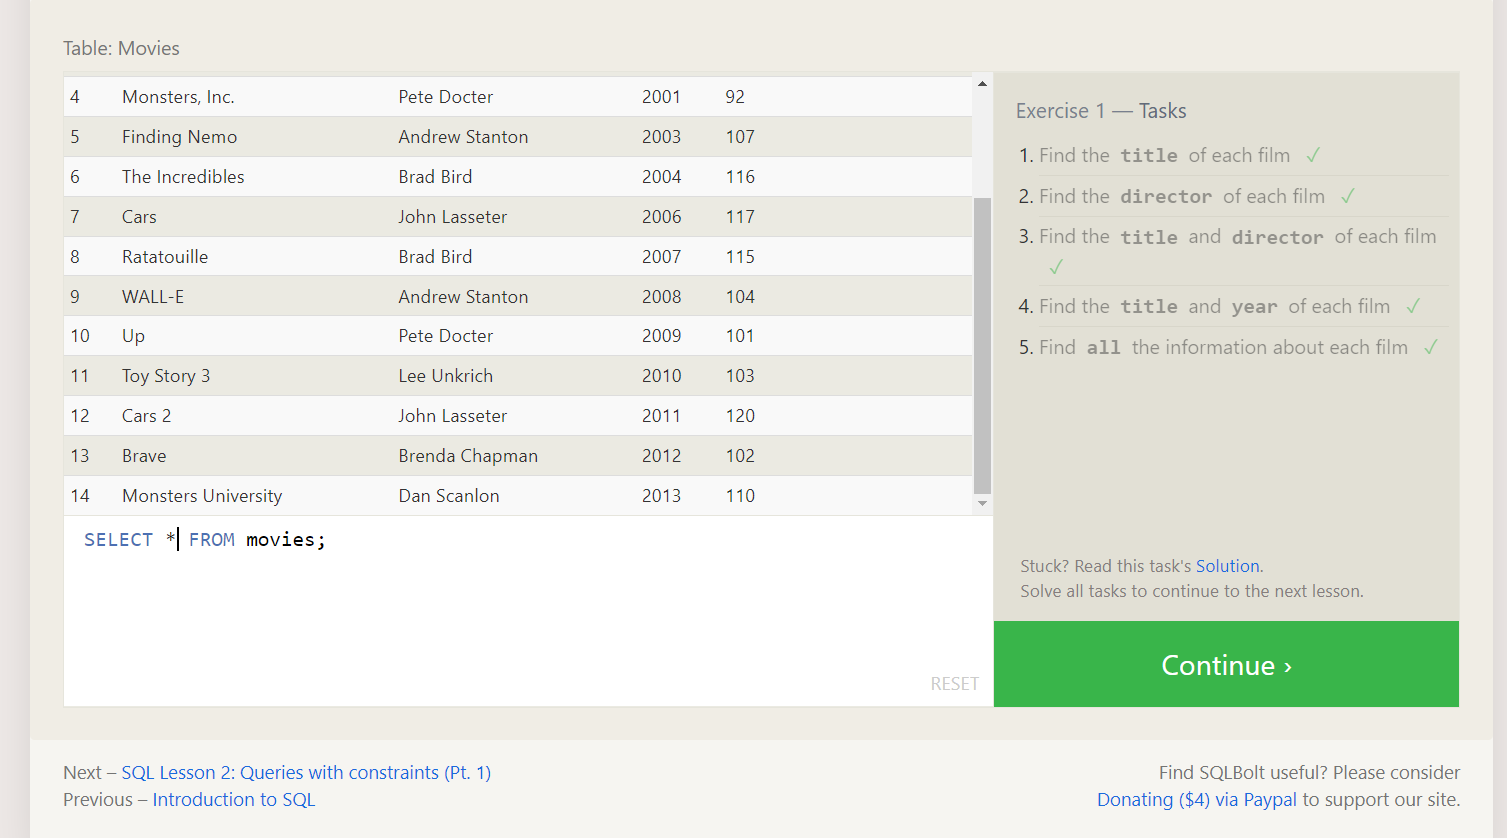 Table: Movies
4 Monsters, Inc. Pete Docter 2001 92
5 Finding Nemo Andrew Stanton 2003 107
6 The Incredibles Brad Bird 2004 116
7 Cars John Lasseter 2006 117
8 Ratatouille Brad Bird 2007 115
9 WALL-E Andrew Stanton 2008 104
10 Up Pete Docter 2009 101
11 Toy Story 3 Lee Unkrich 2010 103
12 Cars 2 John Lasseter 2011 120
13 Brave Brenda Chapman 2012 102
14 Monsters University Dan Scanlon 2013 110
SELECT * FROM movies;
RESET
Exercise 1 — Tasks
1. Find the title of each film ✓
2. Find the director of each film ✓
3. Find the title and director of each film
✓
4. Find the title and year of each film ✓
5. Find all the information about each film ✓
Stuck? Read this task's Solution.
Solve all tasks to continue to the next lesson.
Continue ›
Next – SQL Lesson 2: Queries with constraints (Pt. 1)
Previous – Introduction to SQL
Find SQLBolt useful? Please consider
Donating ($4) via Paypal to support our site.